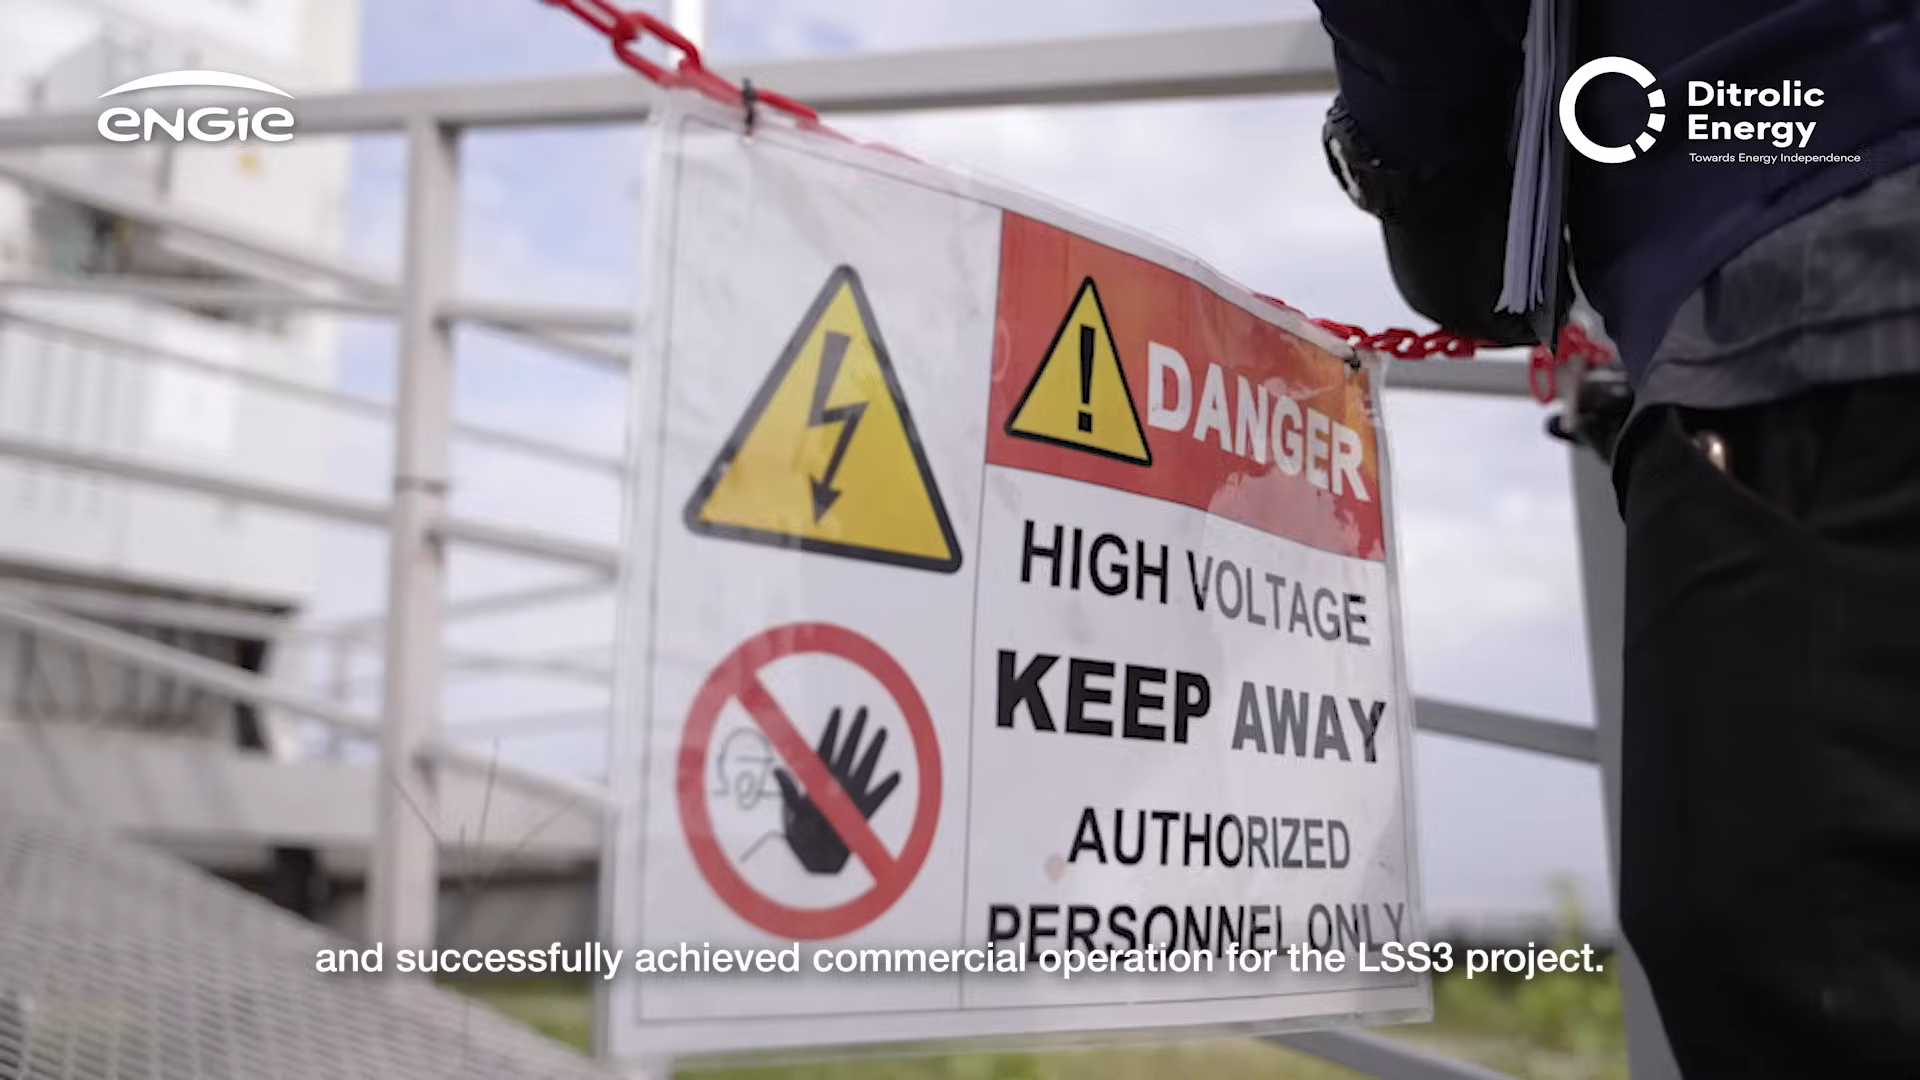 ENGIE
Ditrolic
Energy
Towards Energy Independence
DANGER
HIGH VOLTAGE
KEEP AWAY
AUTHORIZED
PERSONNEL ONLY
and successfully achieved commercial operation for the LSS3 project.